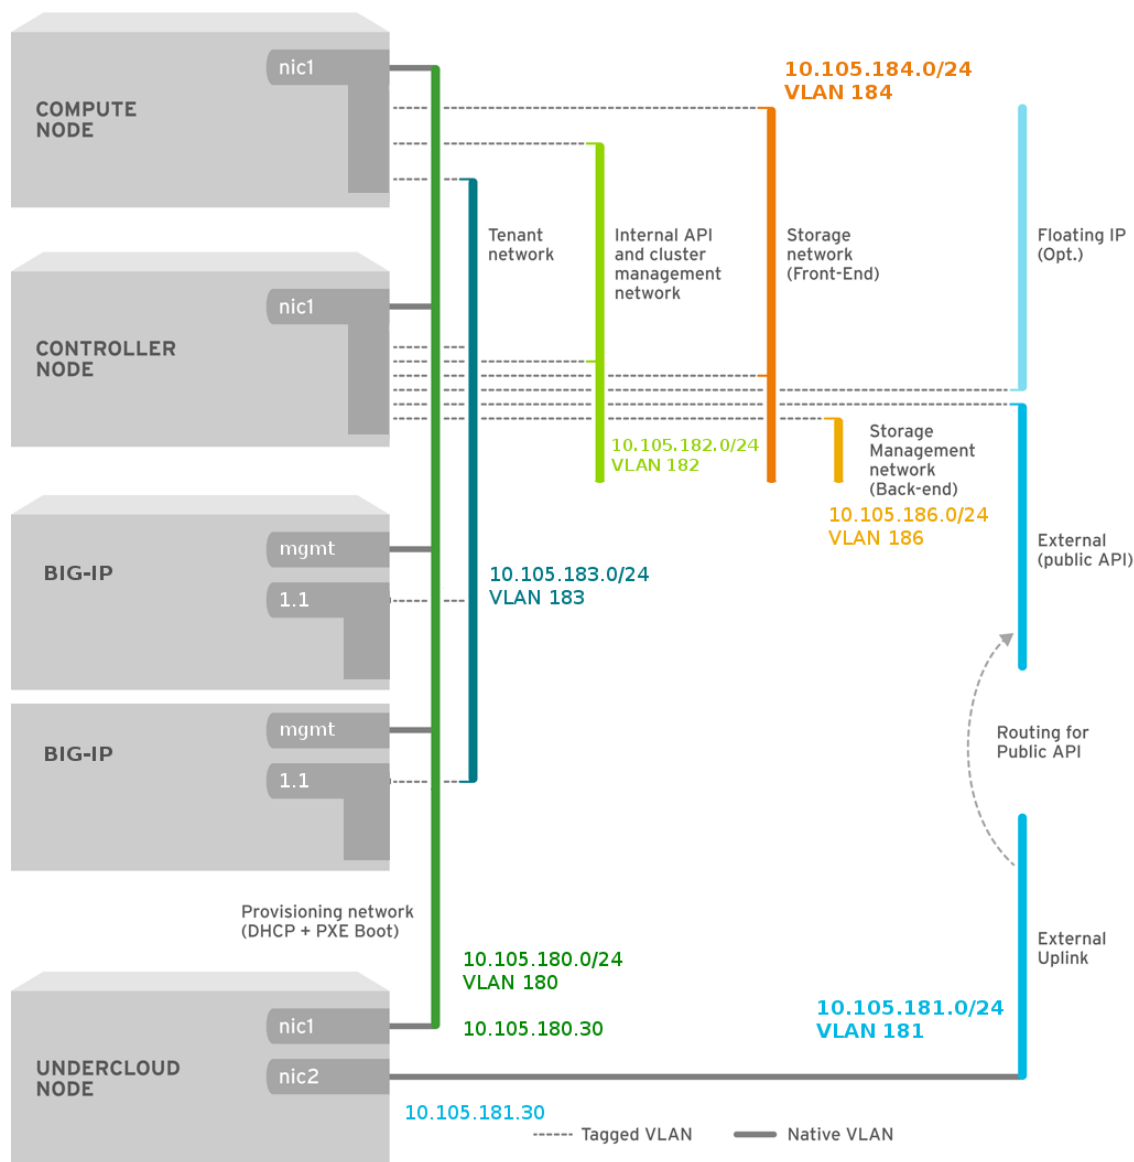 nic1
COMPUTE
NODE
10.105.184.0/24
VLAN 184
Tenant
network
Internal API
and cluster
management
network
Storage
network
(Front-End)
Floating IP
(Opt.)
nic1
CONTROLLER
NODE
10.105.182.0/24
VLAN 182
Storage
Management
network
(Back-end)
10.105.186.0/24
VLAN 186
External
(public API)
mgmt
BIG-IP
1.1
10.105.183.0/24
VLAN 183
mgmt
BIG-IP
1.1
Routing for
Public API
Provisioning network
(DHCP + PXE Boot)
10.105.180.0/24
VLAN 180
10.105.180.30
External
Uplink
10.105.181.0/24
VLAN 181
nic1
UNDERCLOUD
NODE
nic2
10.105.181.30
Tagged VLAN
Native VLAN